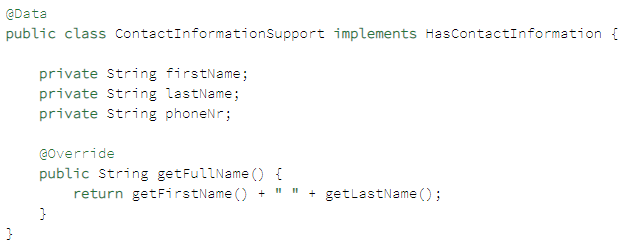 @Data
public class ContactInformationSupport implements HasContactInformation {
private String firstName;
private String lastName;
private String phoneNr;
@Override
public String getFullName() {
return getFirstName() + " " + getLastName();
}
}